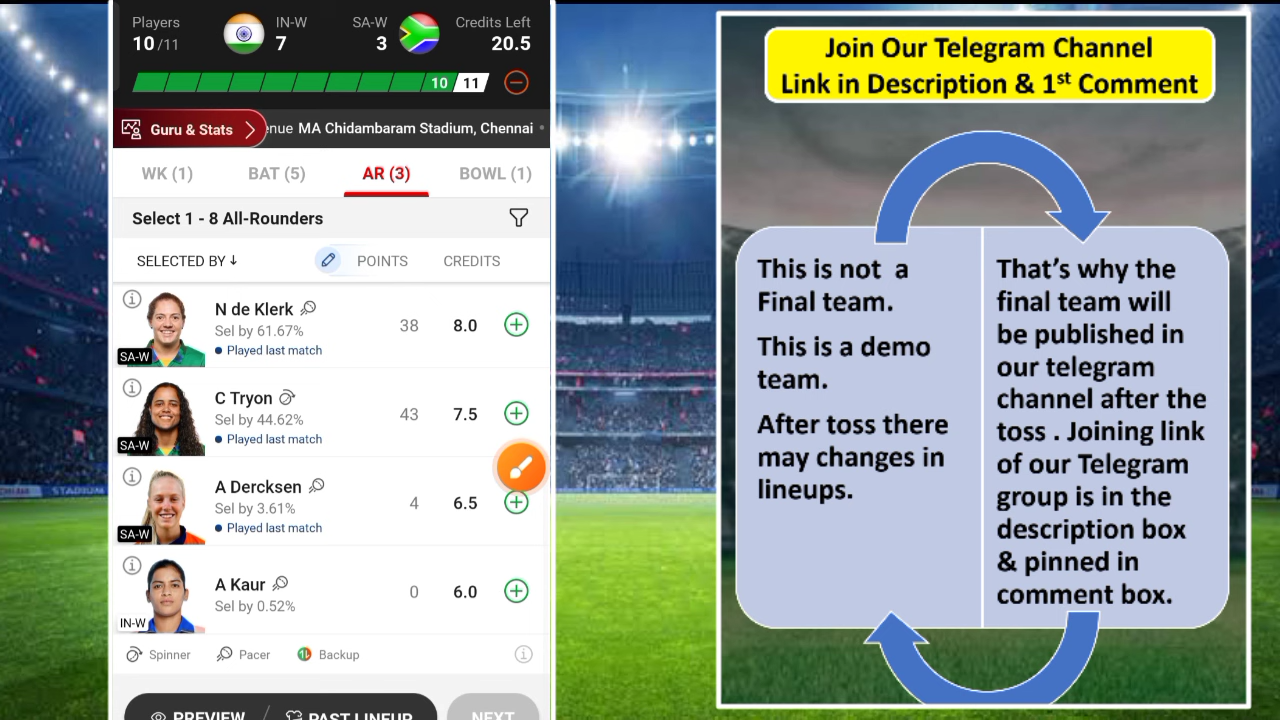 Players
10/11
IN-W
7
SA-W
3
Credits Left
20.5
10
11
Guru & Stats
enue MA Chidambaram Stadium, Chennai
WK (1)
BAT (5)
AR (3)
BOWL (1)
Select 1 - 8 All-Rounders
SELECTED BY
POINTS
CREDITS
N de Klerk
Sel by 61.67%
Played last match
SA-W
38
8.0
C Tryon
Sel by 44.62%
Played last match
SA-W
43
7.5
A Dercksen
Sel by 3.61%
Played last match
SA-W
4
6.5
A Kaur
Sel by 0.52%
IN-W
0
6.0
Spinner
Pacer
Backup
PREVIEW
PAST LINEUP
NEXT
Join Our Telegram Channel
Link in Description & 1st Comment
This is not a
Final team.
This is a demo
team.
After toss there
may changes in
lineups.
That’s why the
final team will
be published in
our telegram
channel after the
toss . Joining link
of our Telegram
group is in the
description box
& pinned in
comment box.
STADIUM